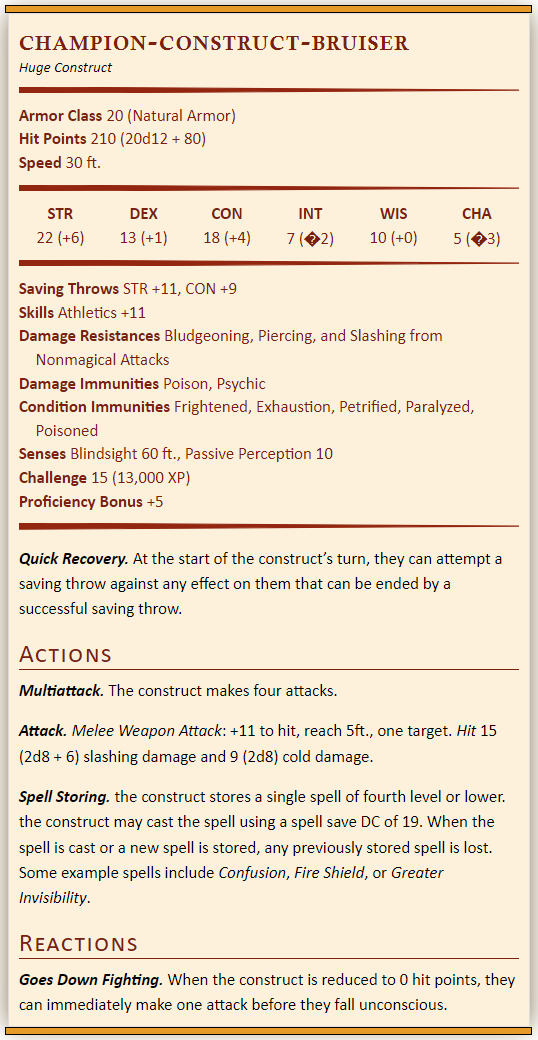 CHAMPION-CONSTRUCT-BRUISER
Huge Construct
Armor Class 20 (Natural Armor)
Hit Points 210 (20d12 + 80)
Speed 30 ft.
STR DEX CON INT WIS CHA
22 (+6) 13 (+1) 18 (+4) 7 (�2) 10 (+0) 5 (�3)
Saving Throws STR +11, CON +9
Skills Athletics +11
Damage Resistances Bludgeoning, Piercing, and Slashing from
Nonmagical Attacks
Damage Immunities Poison, Psychic
Condition Immunities Frightened, Exhaustion, Petrified, Paralyzed,
Poisoned
Senses Blindsight 60 ft., Passive Perception 10
Challenge 15 (13,000 XP)
Proficiency Bonus +5
Quick Recovery. At the start of the construct’s turn, they can attempt a
saving throw against any effect on them that can be ended by a
successful saving throw.
ACTIONS
Multiattack. The construct makes four attacks.
Attack. Melee Weapon Attack: +11 to hit, reach 5ft., one target. Hit 15
(2d8 + 6) slashing damage and 9 (2d8) cold damage.
Spell Storing. the construct stores a single spell of fourth level or lower.
the construct may cast the spell using a spell save DC of 19. When the
spell is cast or a new spell is stored, any previously stored spell is lost.
Some example spells include Confusion, Fire Shield, or Greater
Invisibility.
REACTIONS
Goes Down Fighting. When the construct is reduced to 0 hit points, they
can immediately make one attack before they fall unconscious.